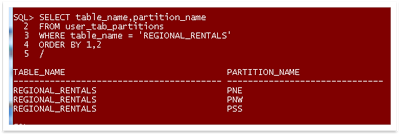 SQL> SELECT table_name,partition_name
2 FROM user_tab_partitions
3 WHERE table_name = 'REGIONAL_RENTALS'
4 ORDER BY 1,2
5 /
TABLE_NAME PARTITION_NAME
REGIONAL_RENTALS PNE
REGIONAL_RENTALS PNW
REGIONAL_RENTALS PSS